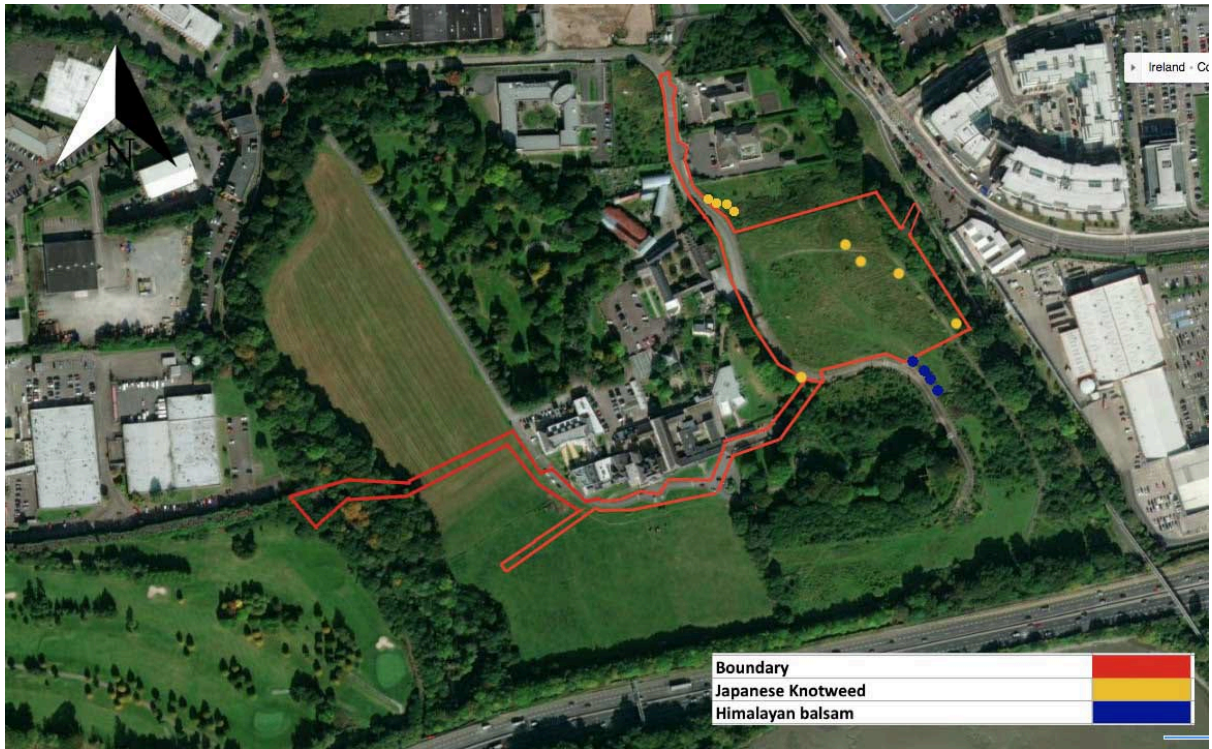 N
Ireland - Co
Boundary
Japanese Knotweed
Himalayan balsam